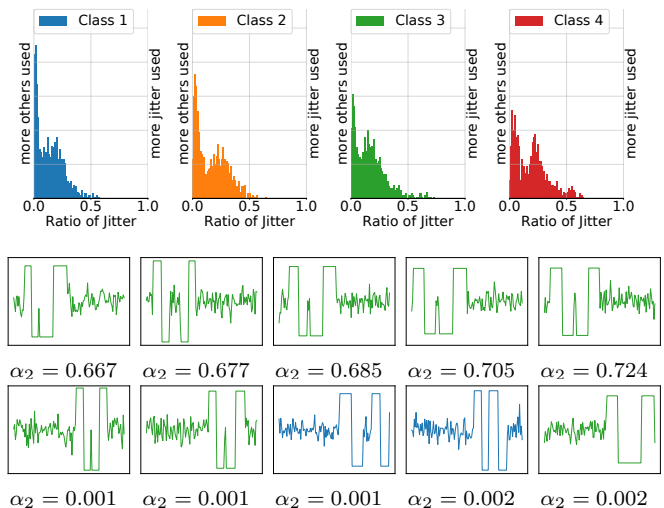 Class 1
Class 2
Class 3
Class 4
more others used
more jitter used
more others used
more jitter used
more others used
more jitter used
more others used
more jitter used
0.0 0.5 1.0
0.0 0.5 1.0
0.0 0.5 1.0
0.0 0.5 1.0
Ratio of Jitter
Ratio of Jitter
Ratio of Jitter
Ratio of Jitter
α₂ = 0.667 α₂ = 0.677 α₂ = 0.685 α₂ = 0.705 α₂ = 0.724
α₂ = 0.001 α₂ = 0.001 α₂ = 0.001 α₂ = 0.002 α₂ = 0.002